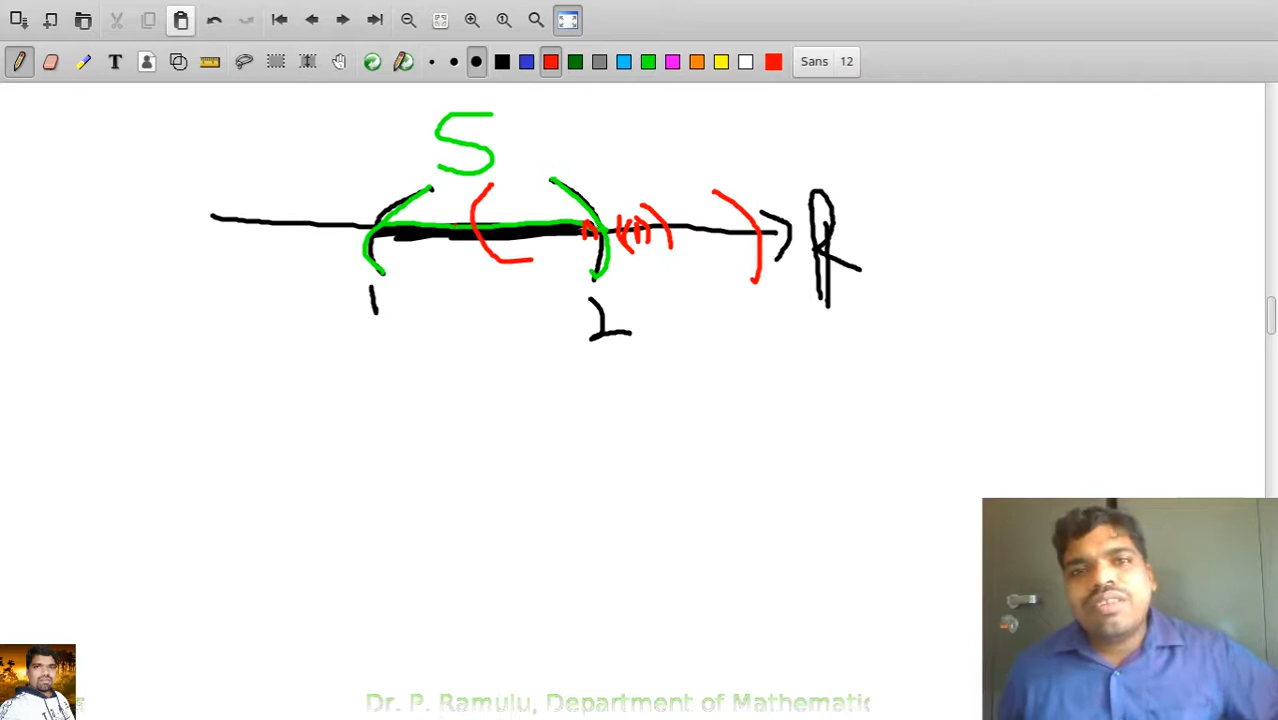 Sans 12
S
R
1 2
Dr. P. Ramulu, Department of Mathematic